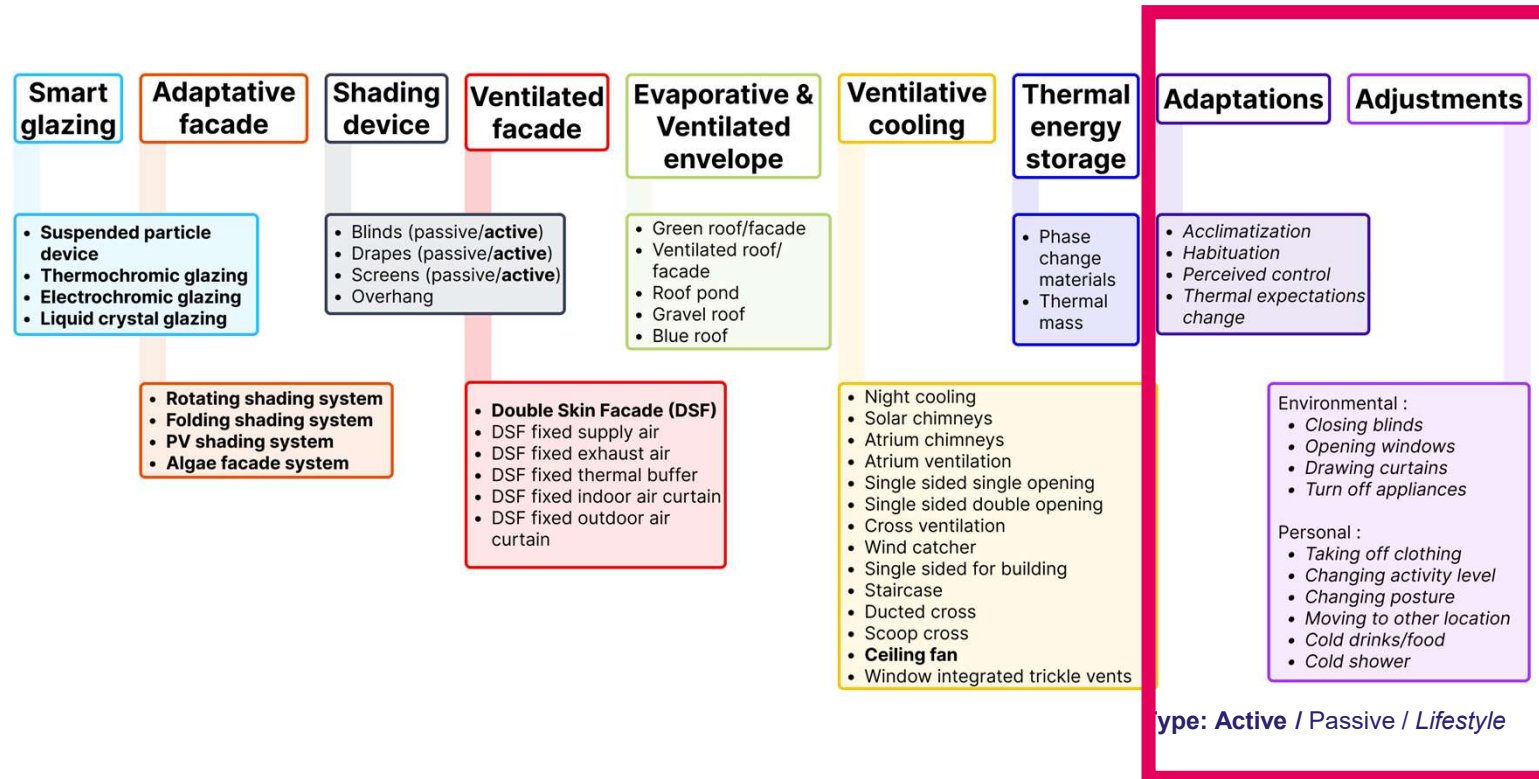 Smart
glazing
Adaptative
facade
Shading
device
Ventilated
facade
Evaporative &
Ventilated
envelope
Ventilative
cooling
Thermal
energy
storage
Adaptations
Adjustments
• Suspended particle
device
• Thermochromic glazing
• Electrochromic glazing
• Liquid crystal glazing
• Blinds (passive/active)
• Drapes (passive/active)
• Screens (passive/active)
• Overhang
• Green roof/facade
• Ventilated roof/
facade
• Roof pond
• Gravel roof
• Blue roof
• Phase
change
materials
• Thermal
mass
• Acclimatization
• Habituation
• Perceived control
• Thermal expectations
change
• Rotating shading system
• Folding shading system
• PV shading system
• Algae facade system
• Double Skin Facade (DSF)
• DSF fixed supply air
• DSF fixed exhaust air
• DSF fixed thermal buffer
• DSF fixed indoor air curtain
• DSF fixed outdoor air
curtain
• Night cooling
• Solar chimneys
• Atrium chimneys
• Atrium ventilation
• Single sided single opening
• Single sided double opening
• Cross ventilation
• Wind catcher
• Single sided for building
• Staircase
• Ducted cross
• Scoop cross
• Ceiling fan
• Window integrated trickle vents
Environmental :
• Closing blinds
• Opening windows
• Drawing curtains
• Turn off appliances
Personal :
• Taking off clothing
• Changing activity level
• Changing posture
• Moving to other location
• Cold drinks/food
• Cold shower
ype: Active / Passive / Lifestyle